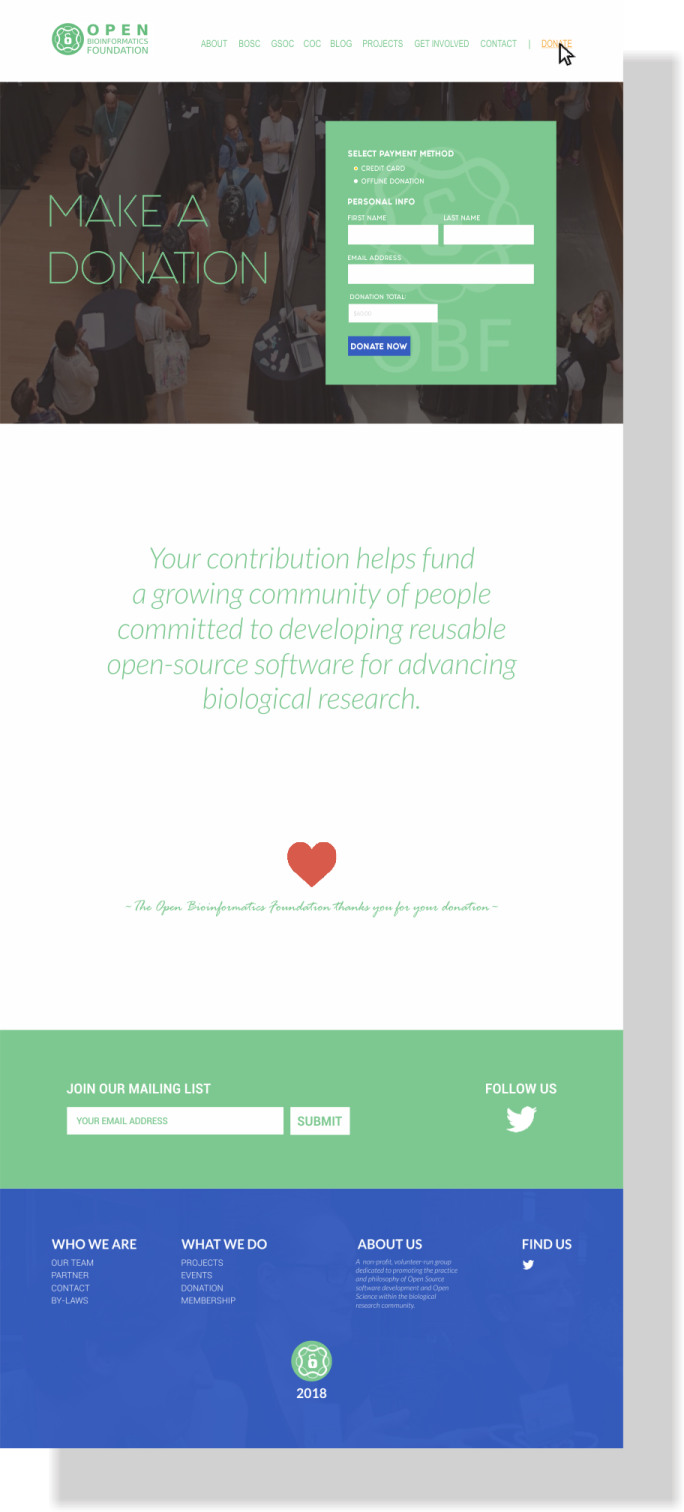 OPEN
BIOINFORMATICS
FOUNDATION
ABOUT BOSC GSOC COC BLOG PROJECTS GET INVOLVED CONTACT | DONATE
MAKE A
DONATION
SELECT PAYMENT METHOD
CREDIT CARD
OFFLINE DONATION
PERSONAL INFO
FIRST NAME LAST NAME
EMAIL ADDRESS
DONATION TOTAL:
DONATE NOW
OBF
Your contribution helps fund
a growing community of people
committed to developing reusable
open-source software for advancing
biological research.
~ The Open Bioinformatics Foundation thanks you for your donation ~
JOIN OUR MAILING LIST
YOUR EMAIL ADDRESS SUBMIT
FOLLOW US
WHO WE ARE
OUR TEAM
PARTNER
CONTACT
BY-LAWS
WHAT WE DO
PROJECTS
EVENTS
DONATION
MEMBERSHIP
ABOUT US
A non-profit, volunteer-run group
dedicated to promoting the practice
and philosophy of Open Source
software development and Open
Science within the biological
research community.
FIND US
2018